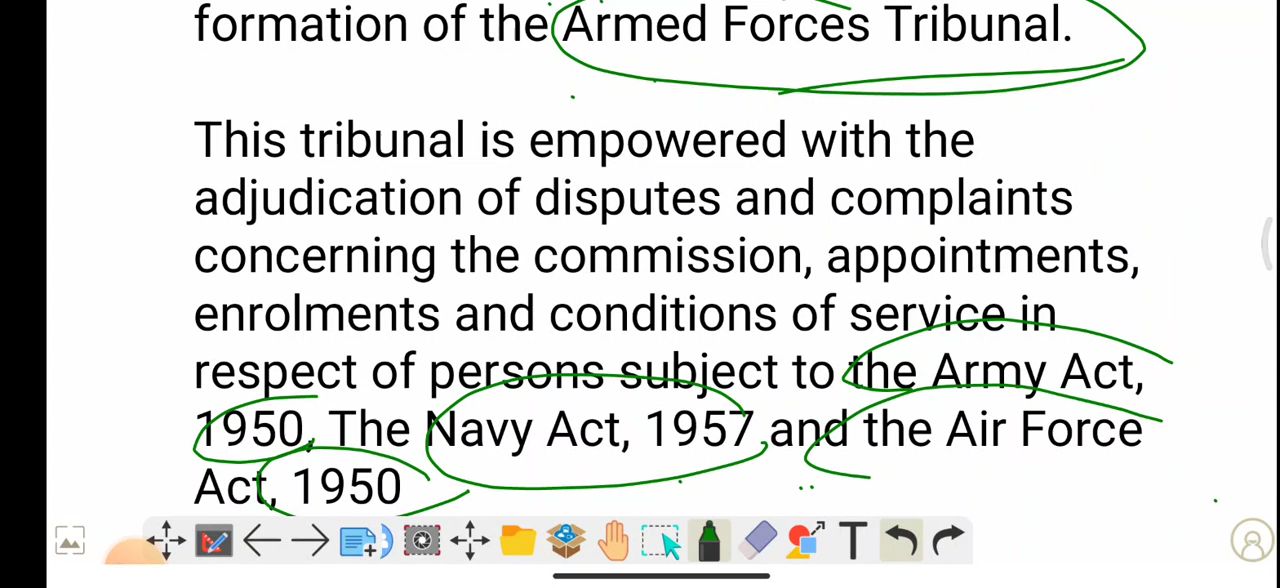 formation of the Armed Forces Tribunal.
This tribunal is empowered with the
adjudication of disputes and complaints
concerning the commission, appointments,
enrolments and conditions of service in
respect of persons subject to the Army Act,
1950, The Navy Act, 1957 and the Air Force
Act, 1950
T